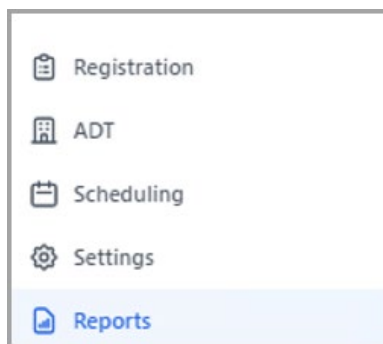 Registration
ADT
Scheduling
Settings
Reports